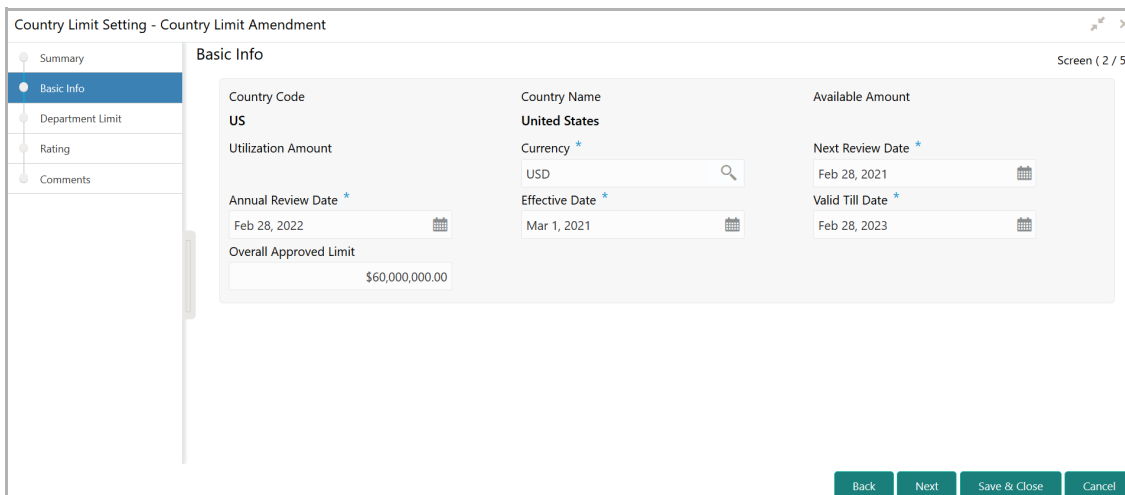 Country Limit Setting - Country Limit Amendment
Summary
Basic Info
Department Limit
Rating
Comments
Basic Info
Screen ( 2 / 5
Country Code
US
Country Name
United States
Available Amount
Utilization Amount
Currency *
USD
Next Review Date *
Feb 28, 2021
Annual Review Date *
Feb 28, 2022
Effective Date *
Mar 1, 2021
Valid Till Date *
Feb 28, 2023
Overall Approved Limit
$60,000,000.00
Back
Next
Save & Close
Cancel